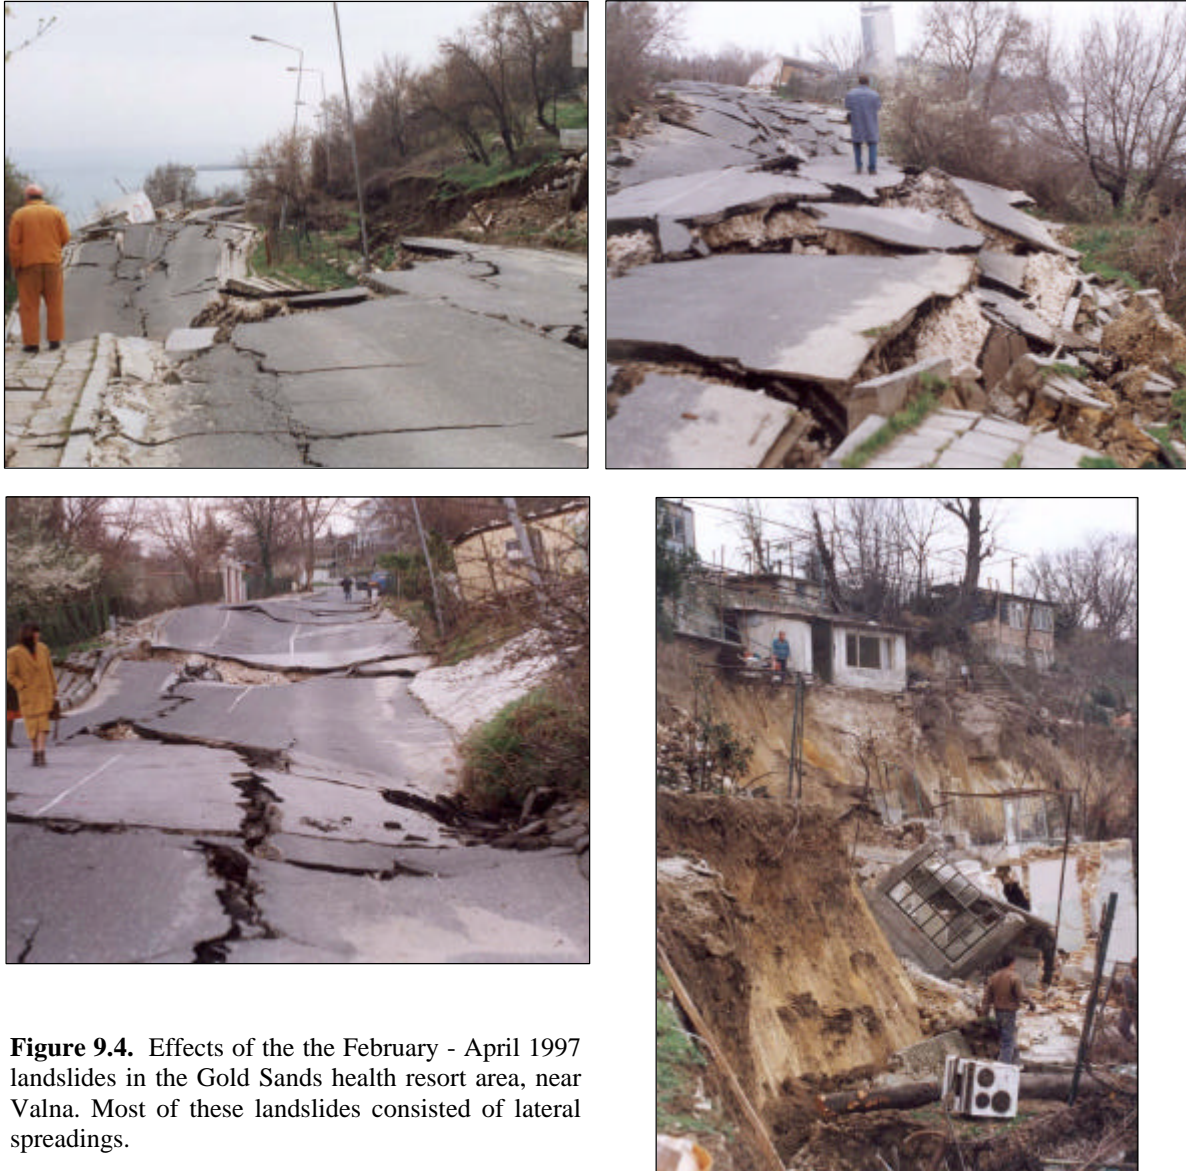 Figure 9.4. Effects of the the February - April 1997
landslides in the Gold Sands health resort area, near
Valna. Most of these landslides consisted of lateral
spreadings.